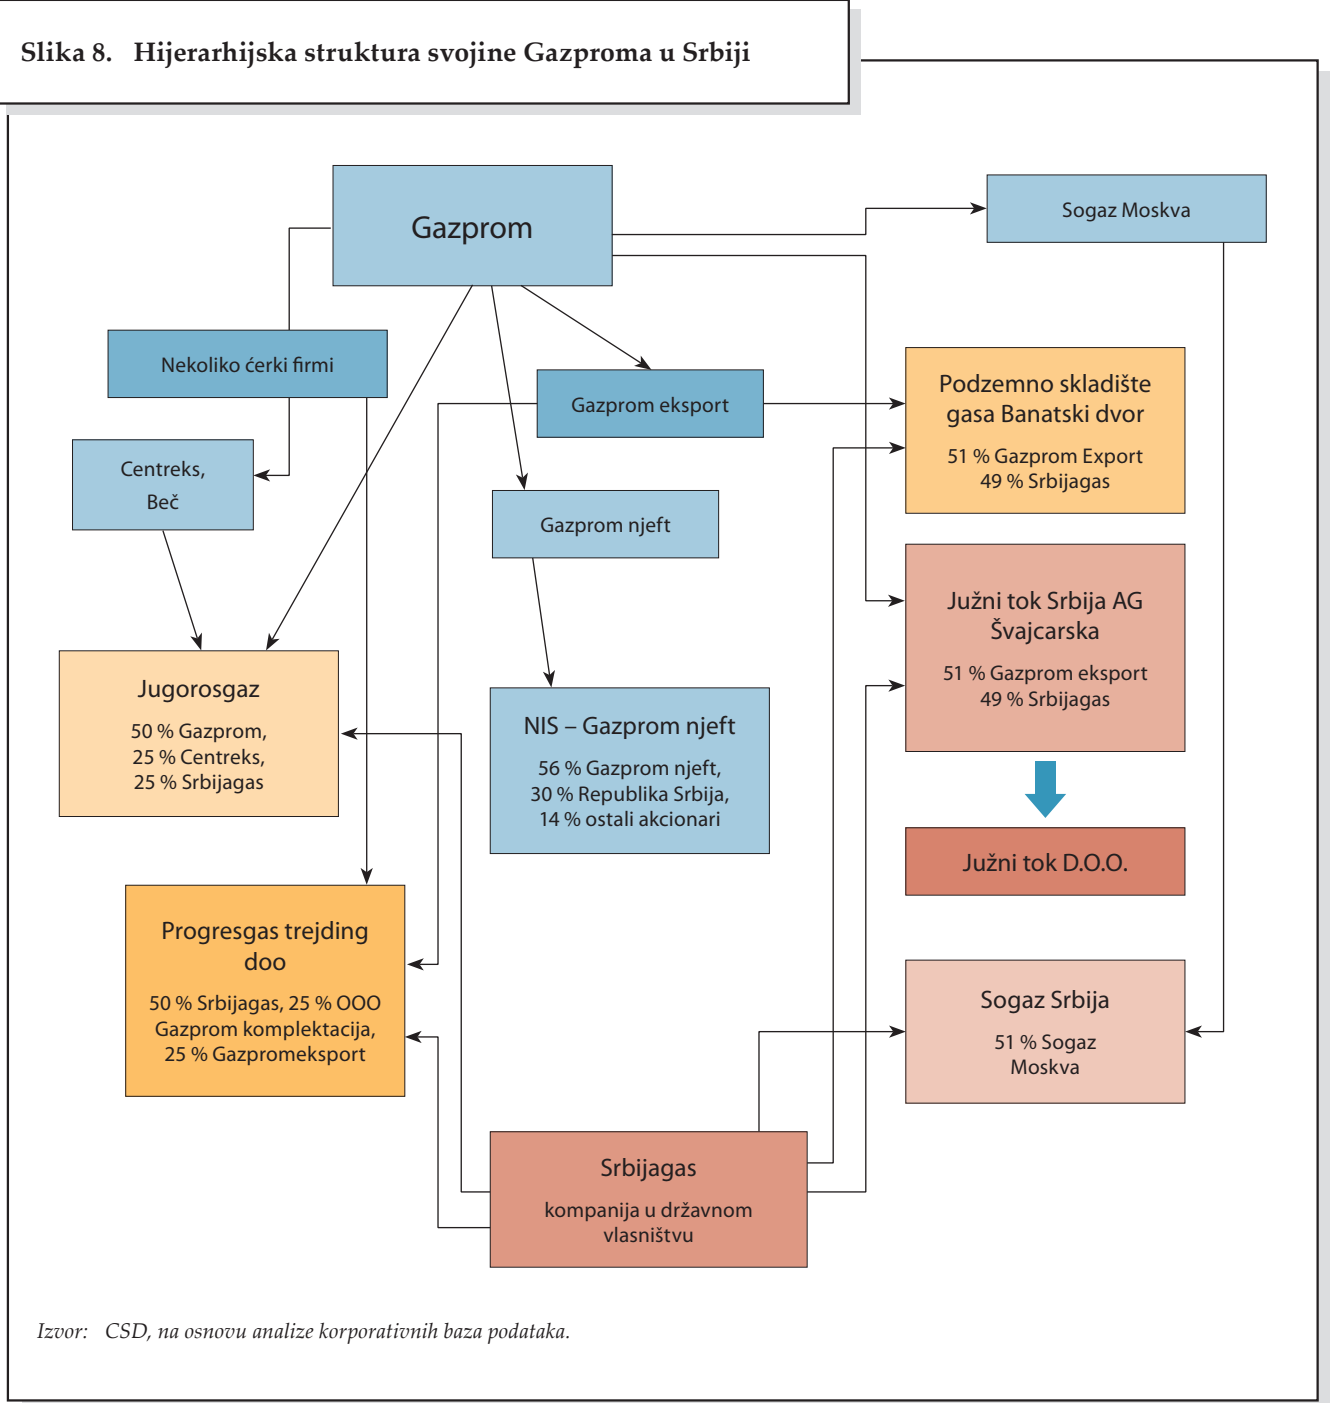 Slika 8. Hijerarhijska struktura svojine Gazproma u Srbiji
Gazprom
Sogaz Moskva
Nekoliko ćerki firmi
Gazprom eksport
Podzemno skladište
gasa Banatski dvor
51 % Gazprom Export
49 % Srbijagas
Centreks,
Beč
Gazprom njeft
Južni tok Srbija AG
Švajcarska
51 % Gazprom eksport
49 % Srbijagas
Jugorosgaz
50 % Gazprom,
25 % Centreks,
25 % Srbijagas
NIS – Gazprom njeft
56 % Gazprom njeft,
30 % Republika Srbija,
14 % ostali akcionari
Južni tok D.O.O.
Progresgas trejding
doo
50 % Srbijagas, 25 % OOO
Gazprom komplektacija,
25 % Gazpromeksport
Sogaz Srbija
51 % Sogaz
Moskva
Srbijagas
kompanija u državnom
vlasništvu
Izvor: CSD, na osnovu analize korporativnih baza podataka.